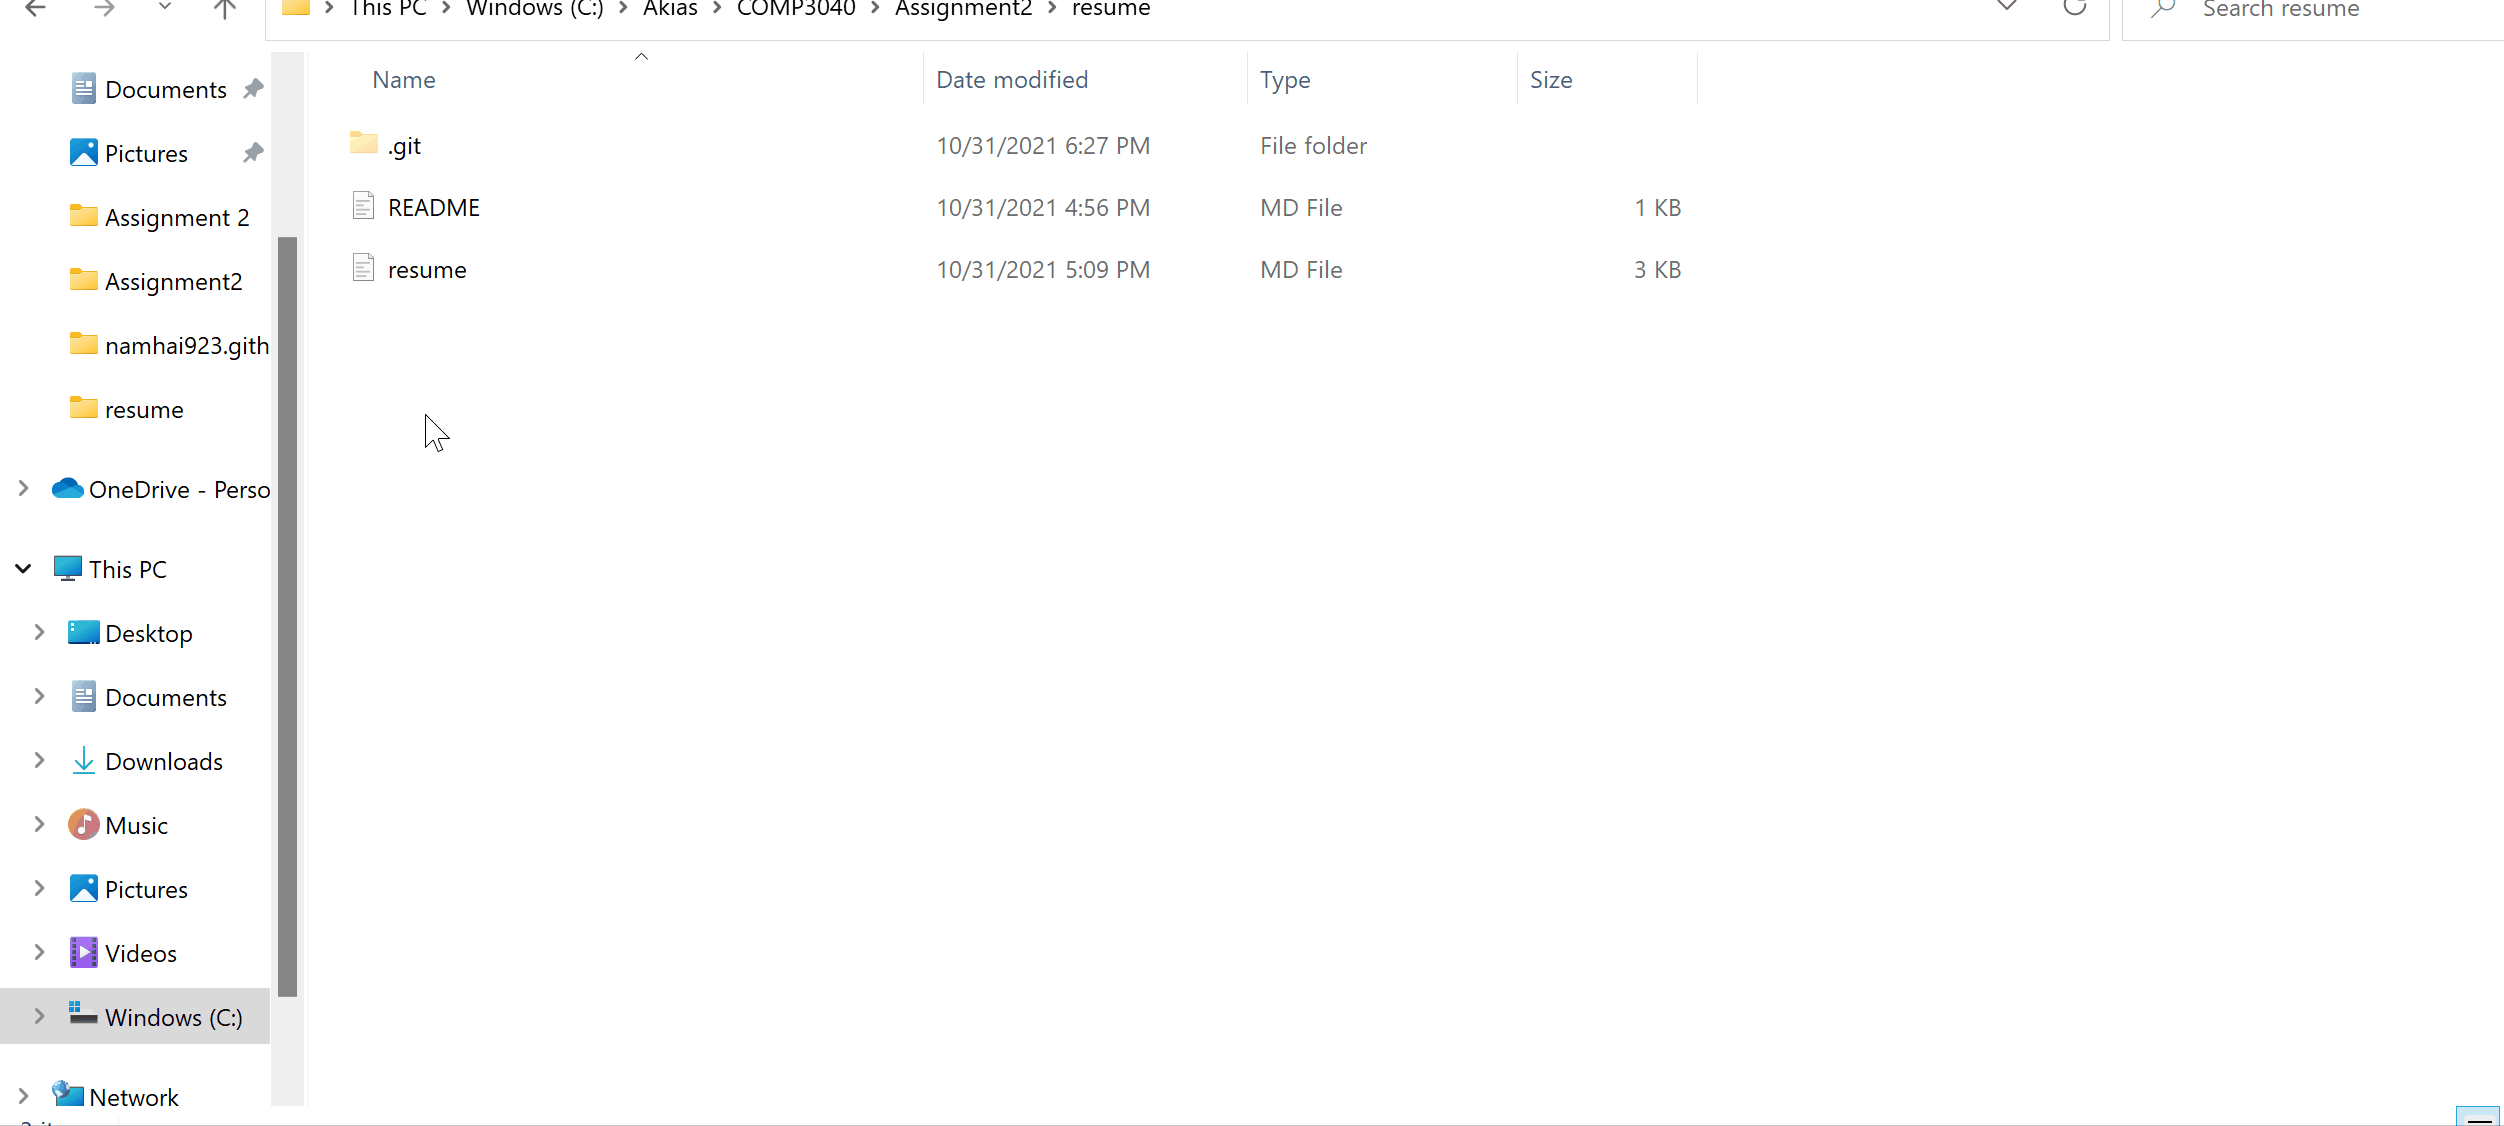 This PC > Windows (C:) > Akias > COMP3040 > Assignment2 > resume
Search resume
Name Date modified Type Size
.git 10/31/2021 6:27 PM File folder
README 10/31/2021 4:56 PM MD File 1 KB
resume 10/31/2021 5:09 PM MD File 3 KB
Documents
Pictures
Assignment 2
Assignment2
namhai923.gith
resume
OneDrive - Perso
This PC
Desktop
Documents
Downloads
Music
Pictures
Videos
Windows (C:)
Network